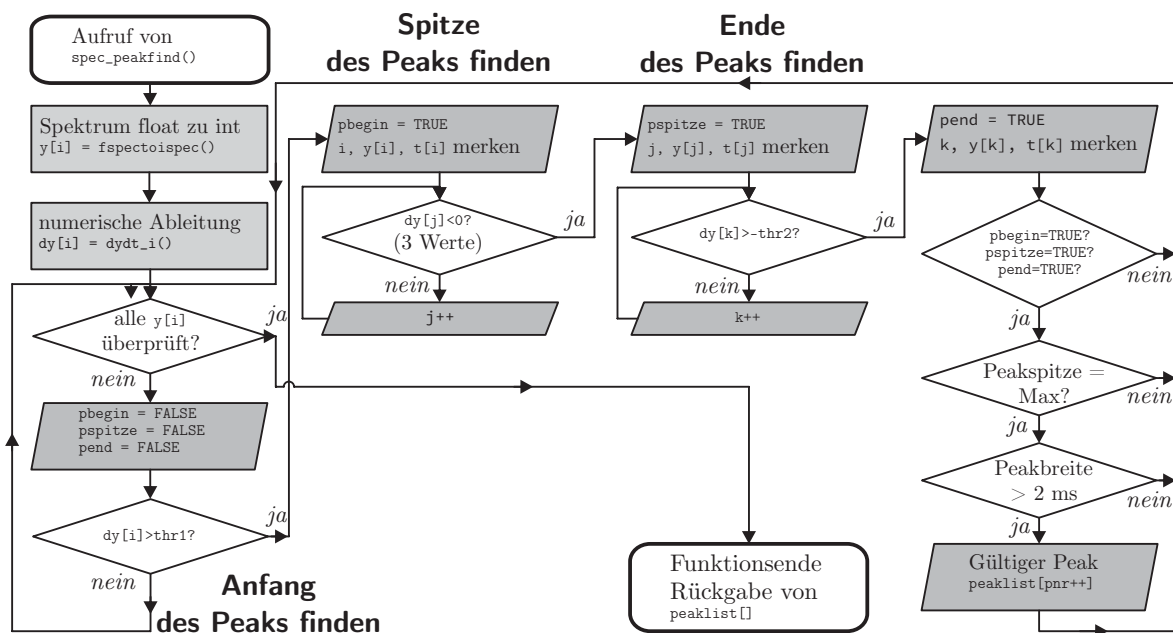 Aufruf von
spec_peakfind()
Spektrum float zu int
y[i] = fspectoispec()
numerische Ableitung
dy[i] = dydt_i()
alle y[i]
überprüft?
ja
nein
pbegin = FALSE
pspitze = FALSE
pend = FALSE
dy[i]>thr1?
ja
nein
Anfang
des Peaks finden
Spitze
des Peaks finden
pbegin = TRUE
i, y[i], t[i] merken
dy[j]<0?
(3 Werte)
ja
nein
j++
Ende
des Peaks finden
pspitze = TRUE
j, y[j], t[j] merken
dy[k]>-thr2?
ja
nein
k++
pend = TRUE
k, y[k], t[k] merken
pbegin=TRUE?
pspitze=TRUE?
pend=TRUE?
nein
ja
Peakspitze =
Max?
nein
ja
Peakbreite
> 2 ms
nein
ja
Gültiger Peak
peaklist[pnr++]
Funktionsende
Rückgabe von
peaklist[]